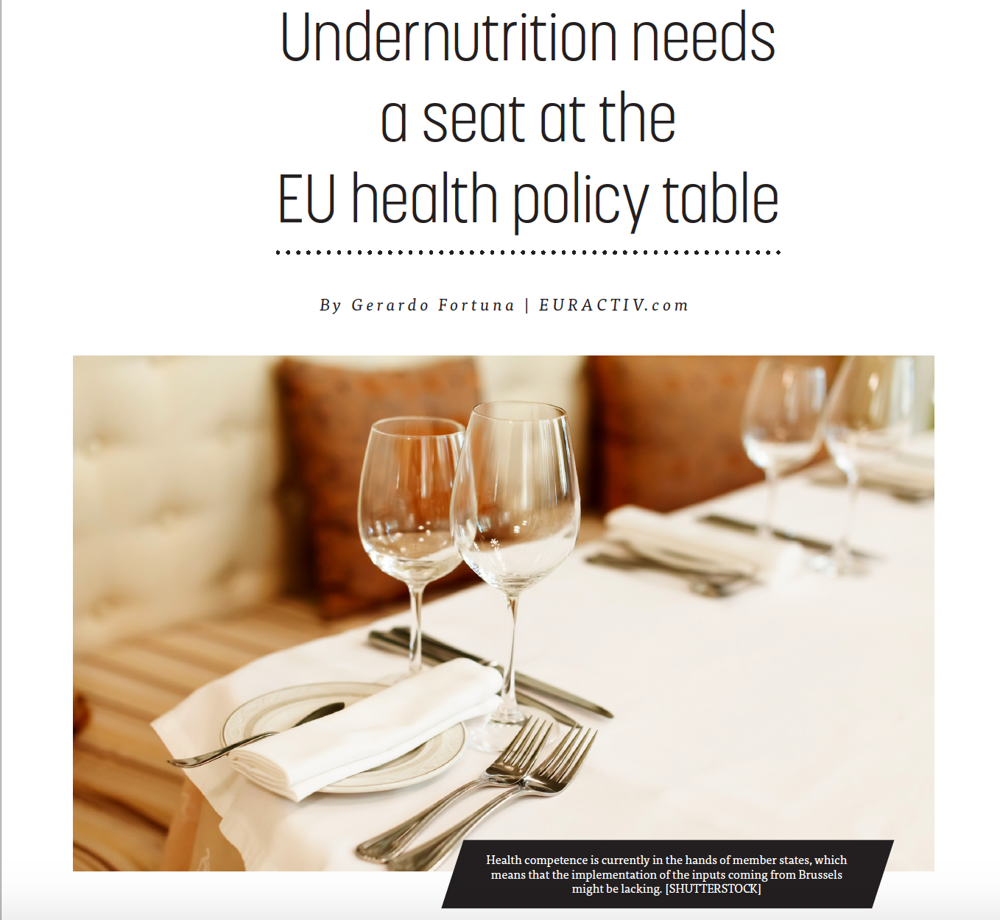 Undernutrition needs
a seat at the
EU health policy table
By Gerardo Fortuna | EURACTIV.com
Health competence is currently in the hands of member states, which
means that the implementation of the inputs coming from Brussels
might be lacking. [SHUTTERSTOCK]